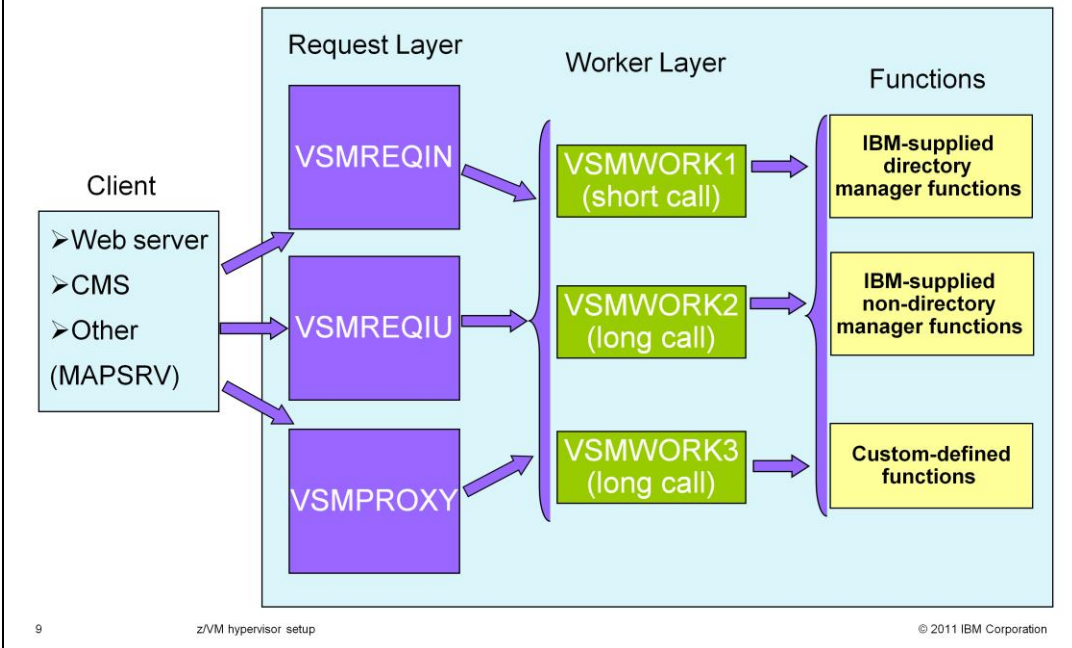 Request Layer
Worker Layer
Functions
Client
➢Web server
➢CMS
➢Other
(MAPSRV)
VSMREQIN
VSMREQIU
VSMPROXY
VSMWORK1
(short call)
VSMWORK2
(long call)
VSMWORK3
(long call)
IBM-supplied
directory
manager functions
IBM-supplied
non-directory
manager functions
Custom-defined
functions
9
z/VM hypervisor setup
© 2011 IBM Corporation